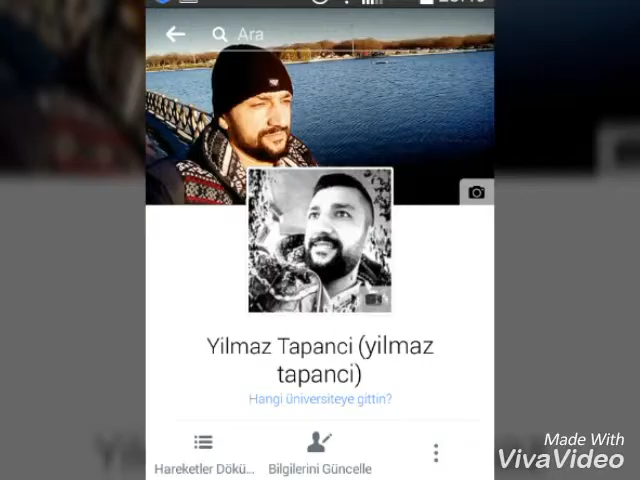 Ara
Yilmaz Tapanci (yilmaz
tapanci)
Hangi üniversiteye gittin?
Hareketler Dökü... Bilgilerini Güncelle
Made With
VivaVideo